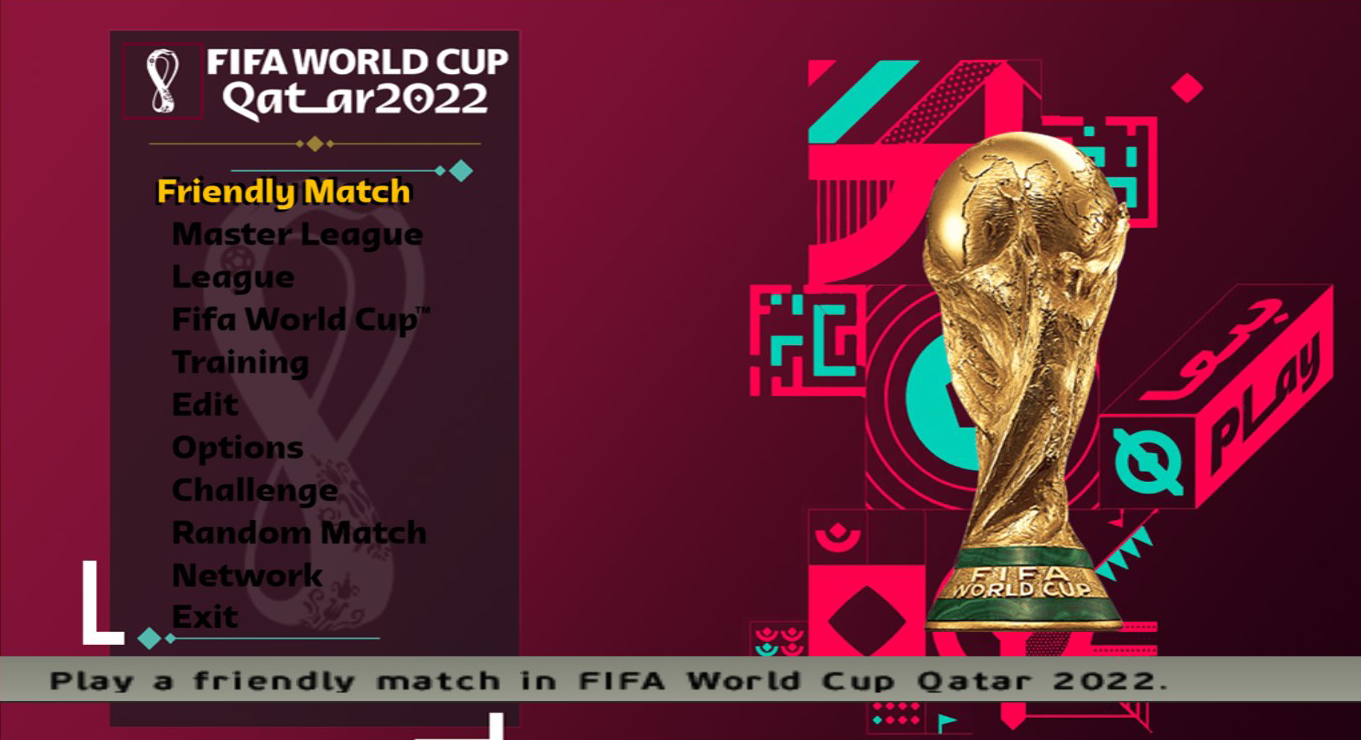 FIFA WORLD CUP
Qatar2022
Friendly Match
Master League
League
Fifa World Cup™
Training
Edit
Options
Challenge
Random Match
Network
Exit
جيو
PLay
FIFA
WORLD CUP
Play a friendly match in FIFA World Cup Qatar 2022.